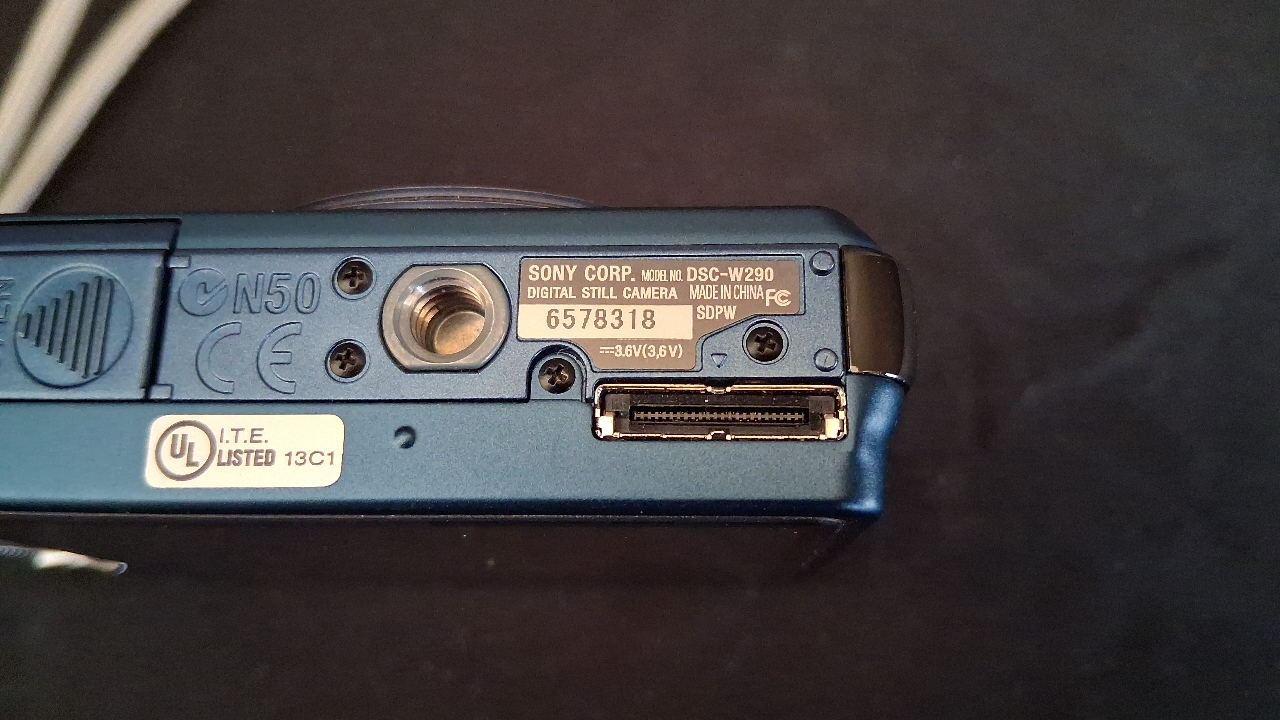 N50
CE
SONY CORP. MODEL NO. DSC-W290
DIGITAL STILL CAMERA MADE IN CHINA FC
6578318 SDPW
⎓3.6V(3,6V)
UL I.T.E.
LISTED 13C1